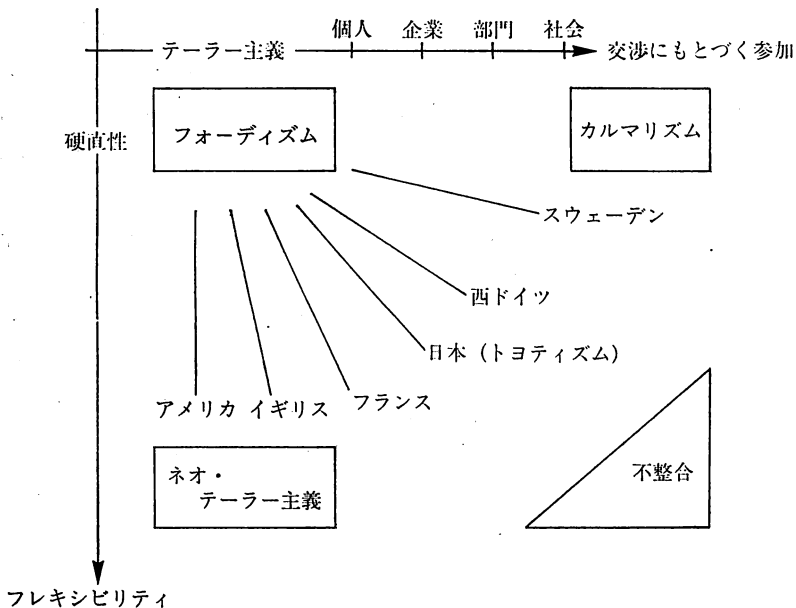 個人 企業 部門 社会
テーラー主義 交渉にもとづく参加
硬直性
フォーディズム
カルマリズム
スウェーデン
西ドイツ
日本（トヨティズム）
アメリカ イギリス フランス
ネオ・
テーラー主義
不整合
フレキシビリティ